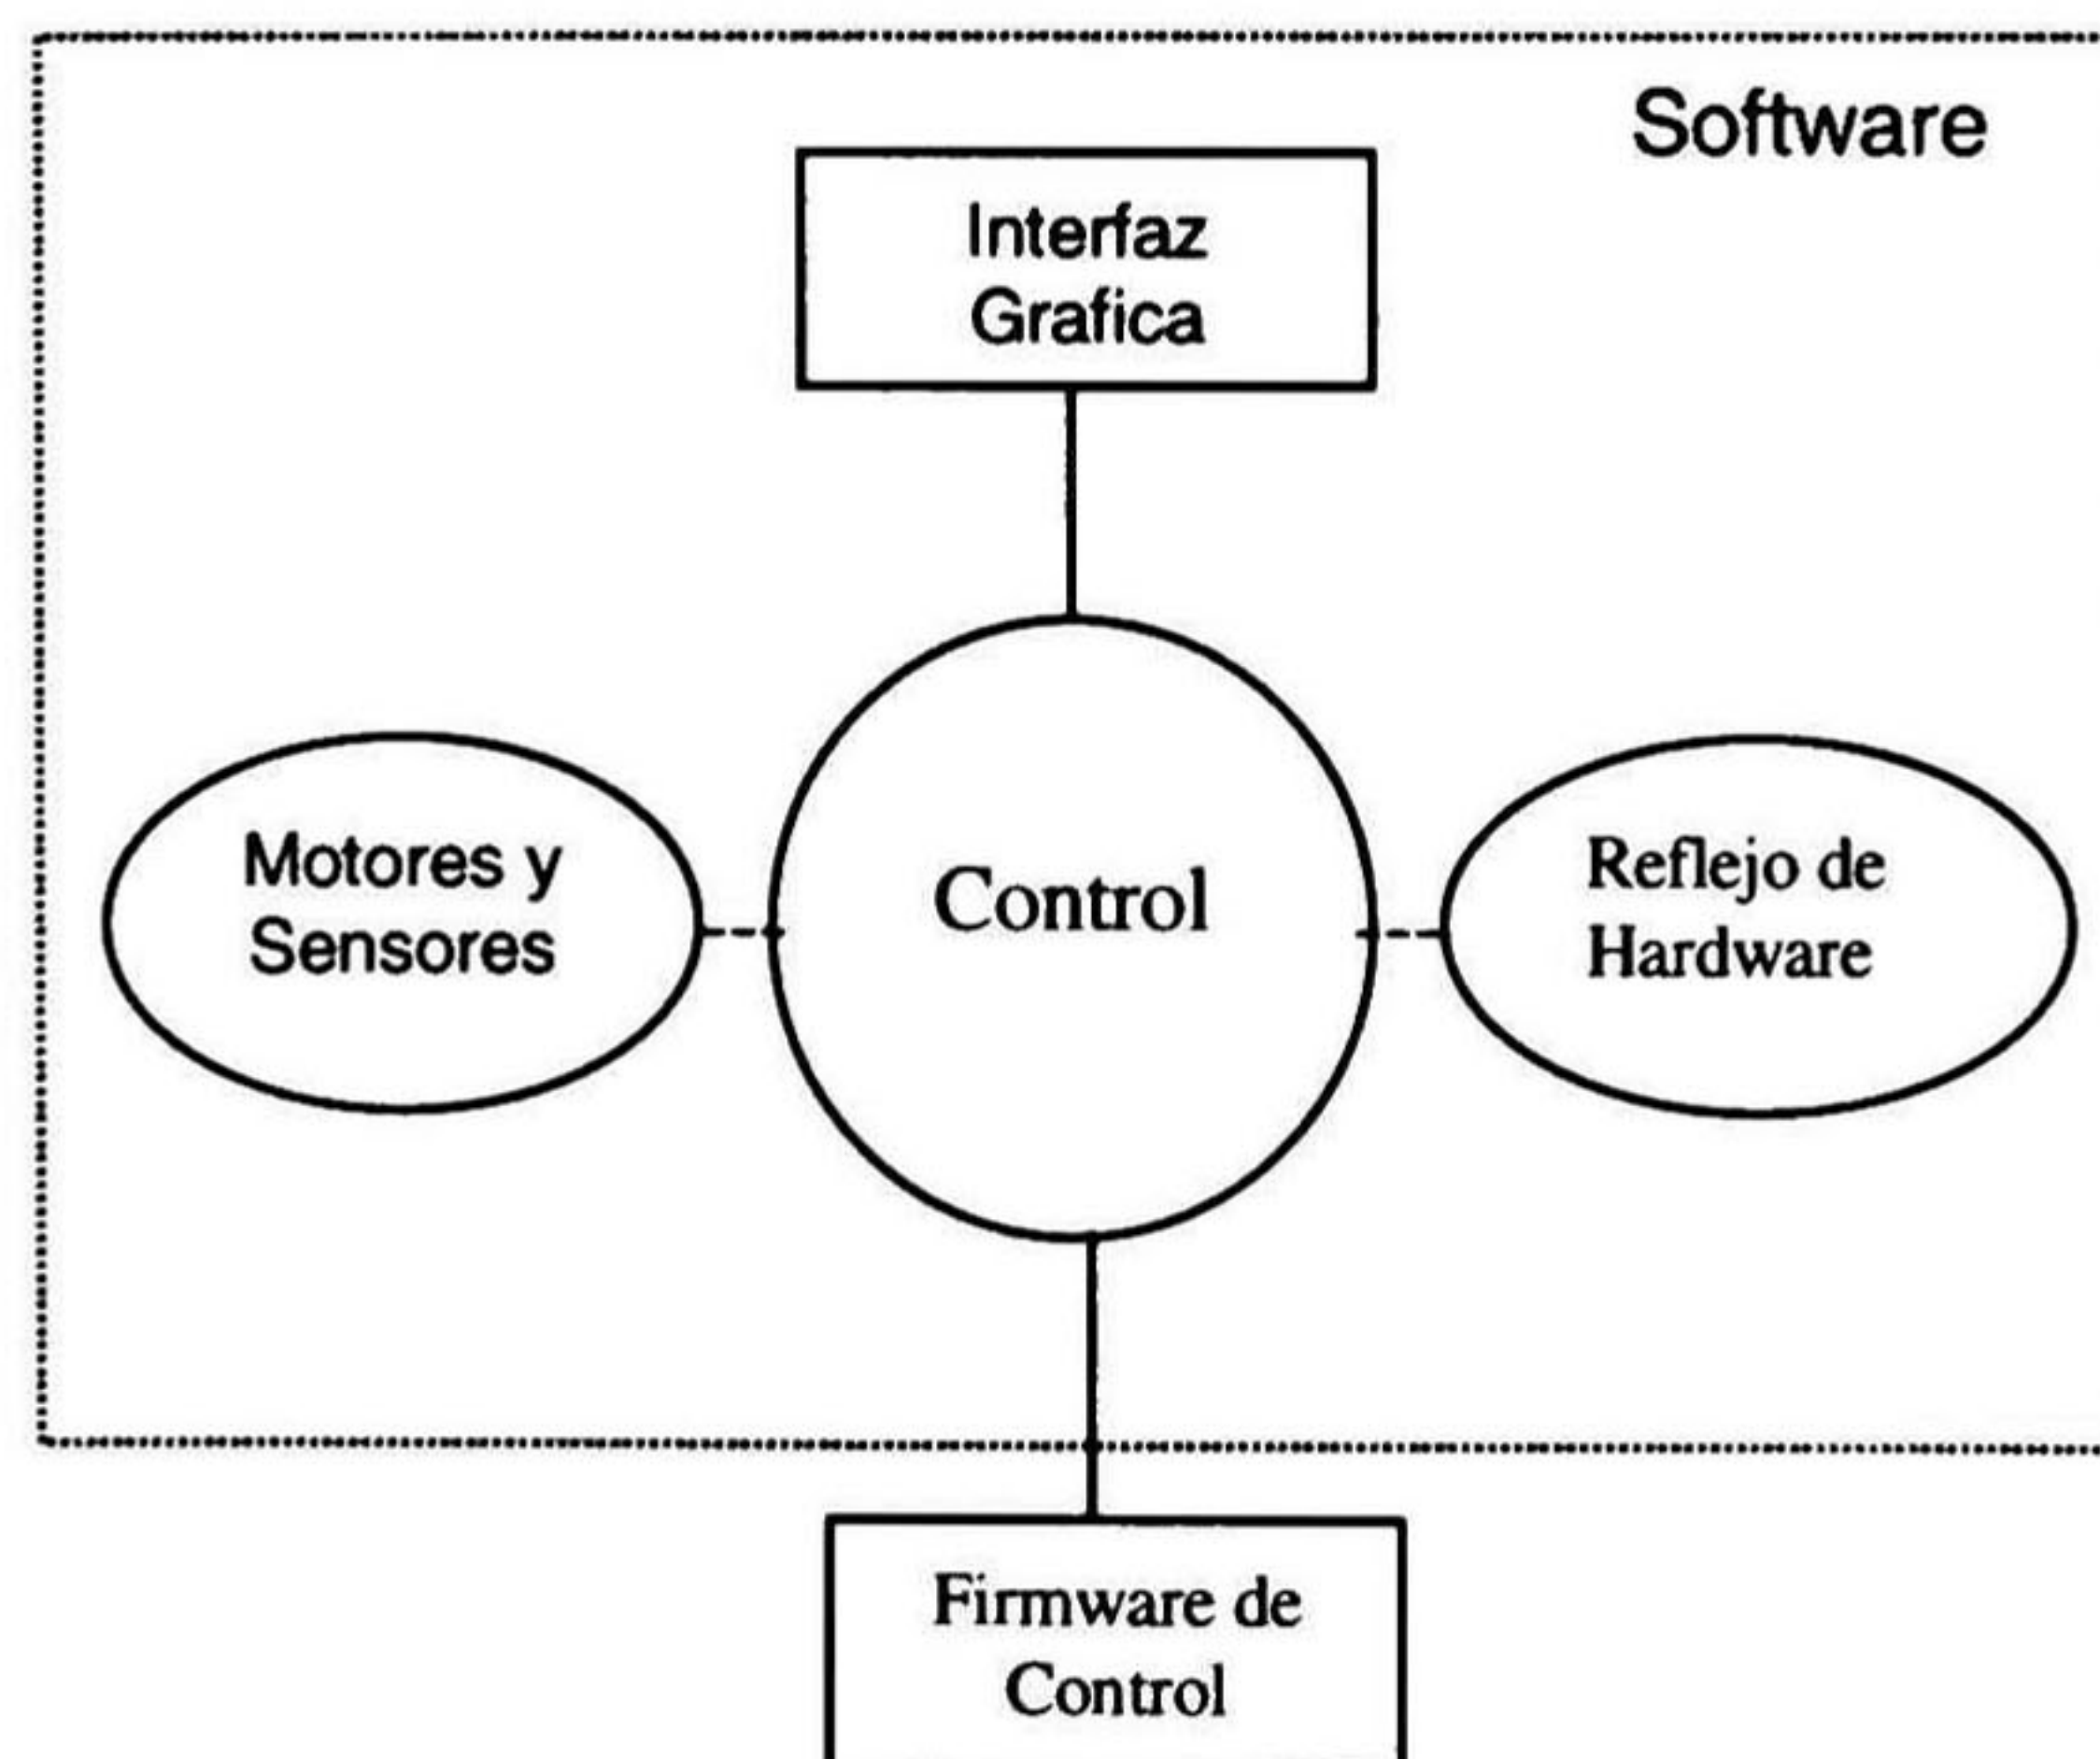 Software
Interfaz
Grafica
Motores y
Sensores
Control
Reflejo de
Hardware
Firmware de
Control